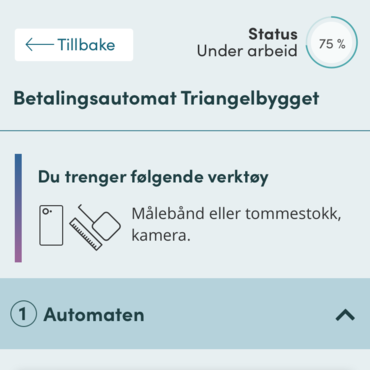 Tillbake
Status
Under arbeid
75 %
Betalingsautomat Triangelbygget
Du trenger følgende verktøy
Målebånd eller tommestokk,
kamera.
1 Automaten